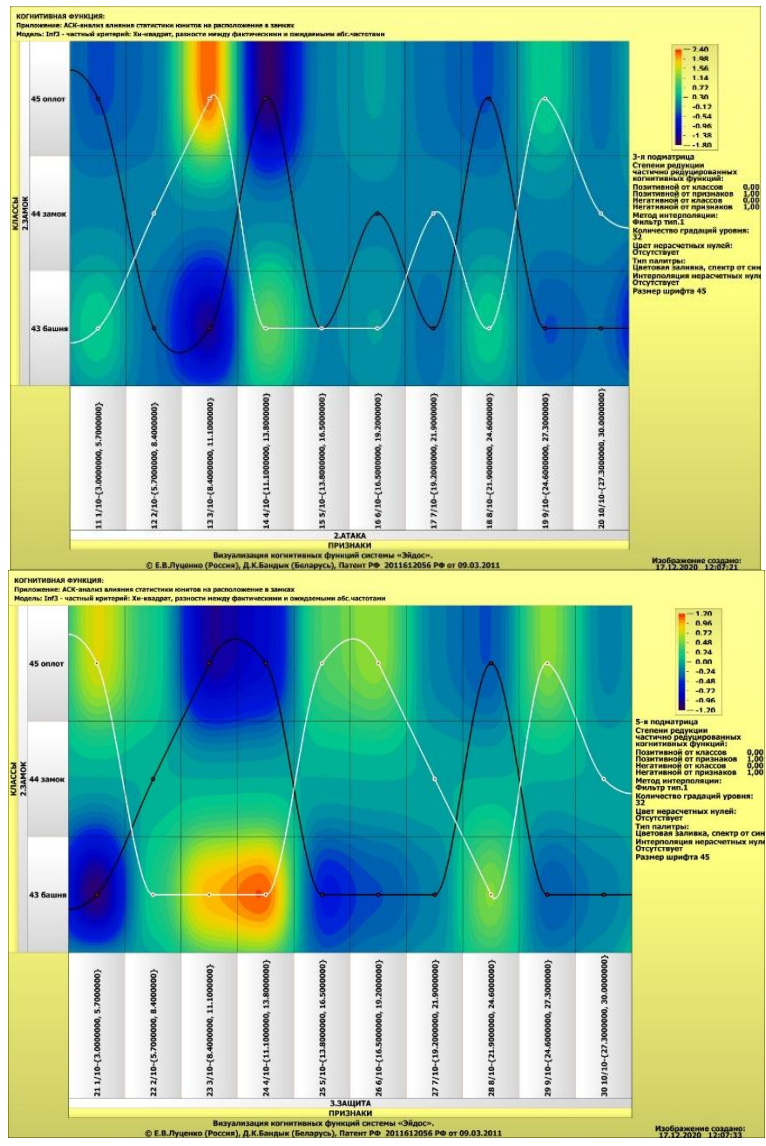 КОГНИТИВНАЯ ФУНКЦИЯ:
Приложение: АСК-анализ влияния статистики юнитов на расположение в замках
Модель: Inf3 - частный критерий: Хи-квадрат, разности между фактическими и ожидаемыми абс.частотами
КЛАССЫ
2.ЗАМОК
45 оплот
44 замок
43 башня
2.40
1.98
1.56
1.14
0.72
0.30
-0.12
-0.54
-0.96
-1.38
-1.80
3-я подматрица
Степени редукции
частично редуцированных
когнитивных функций:
Позитивной от классов 0,00
Позитивной от признаков 1,00
Негативной от классов 0,00
Негативной от признаков 1,00
Метод интерполяции:
Фильтр тип.1
Количество градаций уровня:
32
Цвет нерасчетных нулей:
Отсутствует
Тип палитры:
Цветовая заливка, спектр от син
Интерполяция нерасчетных нуле
Отсутствует
Размер шрифта 45
11 1/10-{3.0000000, 5.7000000}
12 2/10-{5.7000000, 8.4000000}
13 3/10-{8.4000000, 11.1000000}
14 4/10-{11.1000000, 13.8000000}
15 5/10-{13.8000000, 16.5000000}
16 6/10-{16.5000000, 19.2000000}
17 7/10-{19.2000000, 21.9000000}
18 8/10-{21.9000000, 24.6000000}
19 9/10-{24.6000000, 27.3000000}
20 10/10-{27.3000000, 30.0000000}
2.АТАКА
ПРИЗНАКИ
Визуализация когнитивных функций системы «Эйдос».
© Е.В.Луценко (Россия), Д.К.Бандык (Беларусь), Патент РФ 2011612056 РФ от 09.03.2011
Изображение создано:
17.12.2020 12:07:21
КОГНИТИВНАЯ ФУНКЦИЯ:
Приложение: АСК-анализ влияния статистики юнитов на расположение в замках
Модель: Inf3 - частный критерий: Хи-квадрат, разности между фактическими и ожидаемыми абс.частотами
КЛАССЫ
2.ЗАМОК
45 оплот
44 замок
43 башня
1.20
0.96
0.72
0.48
0.24
0.00
-0.24
-0.48
-0.72
-0.96
-1.20
5-я подматрица
Степени редукции
частично редуцированных
когнитивных функций:
Позитивной от классов 0,00
Позитивной от признаков 1,00
Негативной от классов 0,00
Негативной от признаков 1,00
Метод интерполяции:
Фильтр тип.1
Количество градаций уровня:
32
Цвет нерасчетных нулей:
Отсутствует
Тип палитры:
Цветовая заливка, спектр от син
Интерполяция нерасчетных нуле
Отсутствует
Размер шрифта 45
21 1/10-{3.0000000, 5.7000000}
22 2/10-{5.7000000, 8.4000000}
23 3/10-{8.4000000, 11.1000000}
24 4/10-{11.1000000, 13.8000000}
25 5/10-{13.8000000, 16.5000000}
26 6/10-{16.5000000, 19.2000000}
27 7/10-{19.2000000, 21.9000000}
28 8/10-{21.9000000, 24.6000000}
29 9/10-{24.6000000, 27.3000000}
30 10/10-{27.3000000, 30.0000000}
3.ЗАЩИТА
ПРИЗНАКИ
Визуализация когнитивных функций системы «Эйдос».
© Е.В.Луценко (Россия), Д.К.Бандык (Беларусь), Патент РФ 2011612056 РФ от 09.03.2011
Изображение создано:
17.12.2020 12:07:33